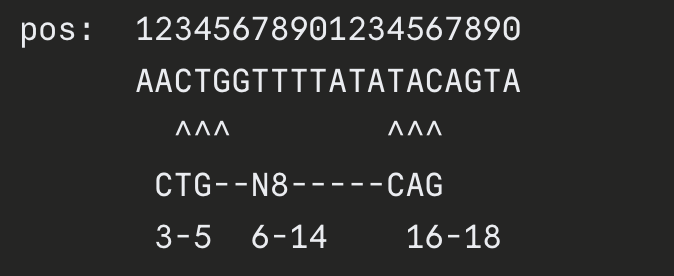 pos:  12345678901234567890
      AACTGGTTTTATATACAGTA
        ^^^        ^^^
       CTG--N8-----CAG
       3-5  6-14    16-18